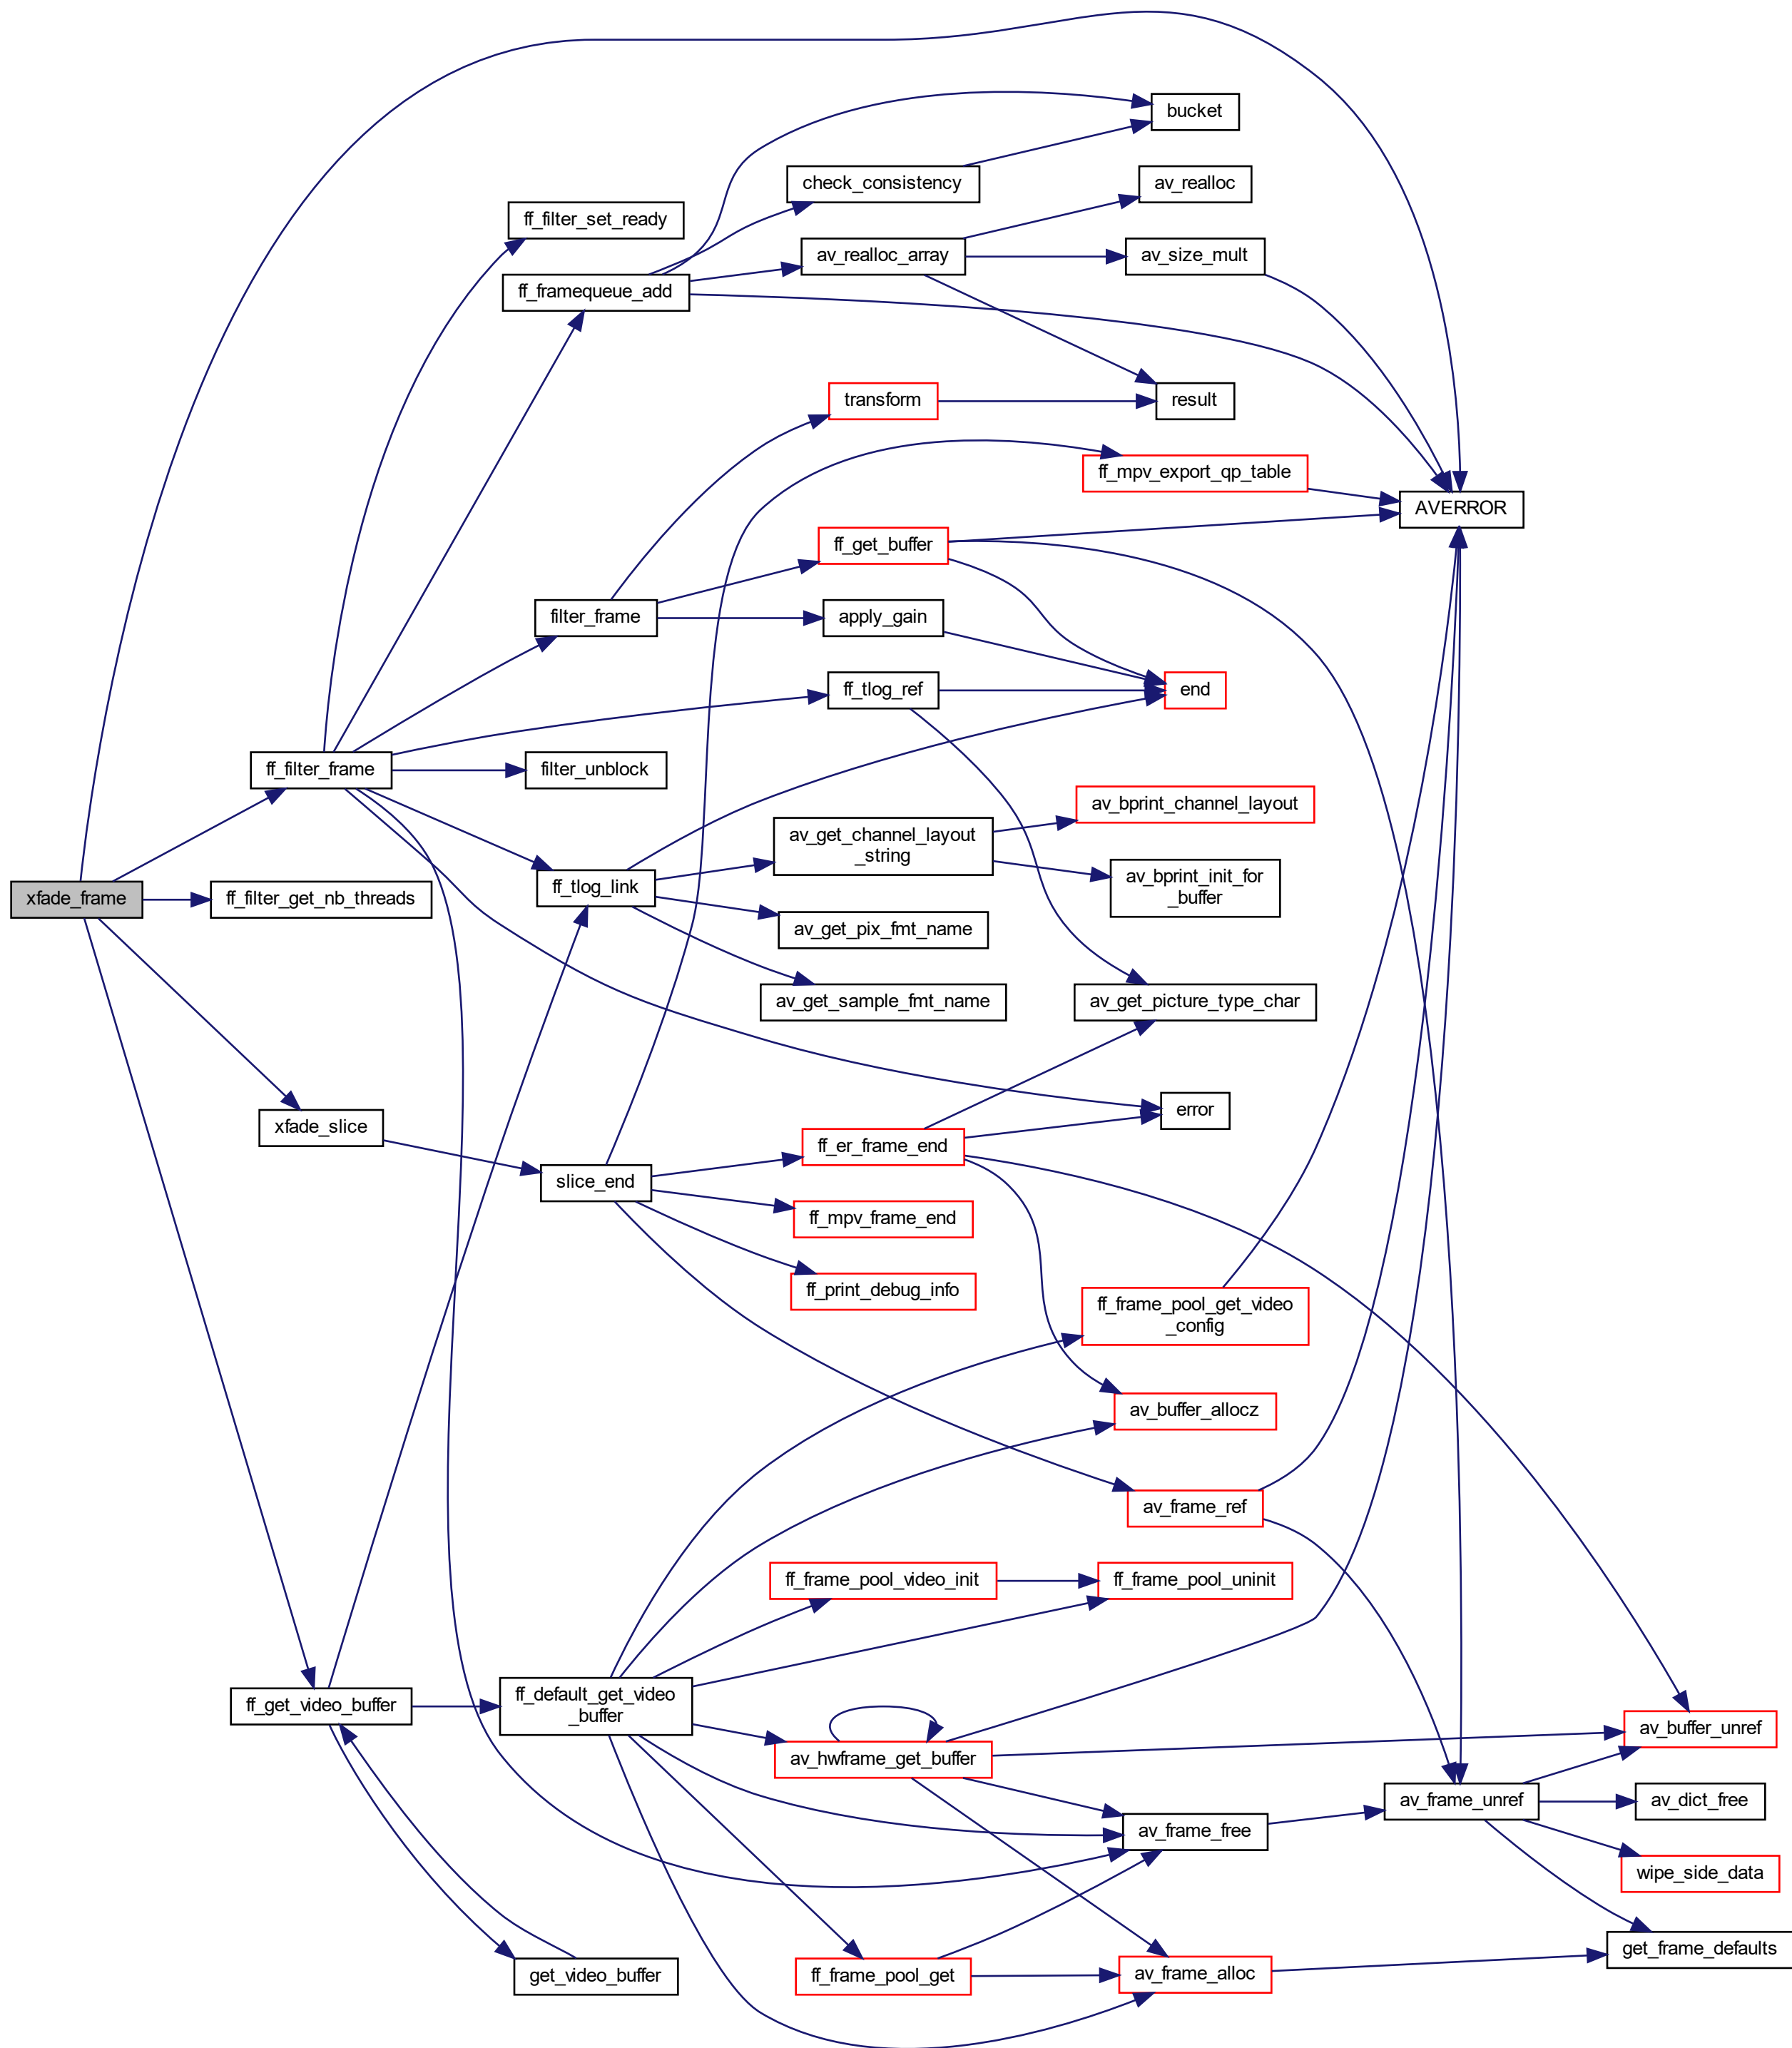 bucket
check_consistency
av_realloc
ff_filter_set_ready
av_realloc_array
av_size_mult
ff_framequeue_add
transform
result
ff_mpv_export_qp_table
AVERROR
ff_get_buffer
filter_frame
apply_gain
ff_tlog_ref
end
ff_filter_frame
filter_unblock
av_bprint_channel_layout
av_get_channel_layout
_string
ff_tlog_link
av_bprint_init_for
_buffer
xfade_frame
ff_filter_get_nb_threads
av_get_pix_fmt_name
av_get_sample_fmt_name
av_get_picture_type_char
error
xfade_slice
ff_er_frame_end
slice_end
ff_mpv_frame_end
ff_print_debug_info
ff_frame_pool_get_video
_config
av_buffer_allocz
av_frame_ref
ff_frame_pool_video_init
ff_frame_pool_uninit
ff_get_video_buffer
ff_default_get_video
_buffer
av_buffer_unref
av_hwframe_get_buffer
av_frame_unref
av_dict_free
av_frame_free
wipe_side_data
get_frame_defaults
get_video_buffer
ff_frame_pool_get
av_frame_alloc